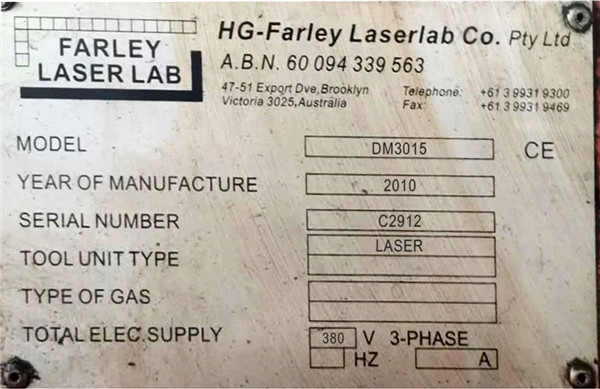 FARLEY
LASER LAB
HG-Farley Laserlab Co. Pty Ltd
A.B.N. 60 094 339 563
47-51 Export Dve,Brooklyn
Victoria 3025,Australia
Telephone: +61 3 9931 9300
Fax: +61 3 9931 9469
MODEL DM3015 CE
YEAR OF MANUFACTURE 2010
SERIAL NUMBER C2912
TOOL UNIT TYPE LASER
TYPE OF GAS
TOTAL ELEC.SUPPLY 380 V 3-PHASE
HZ A